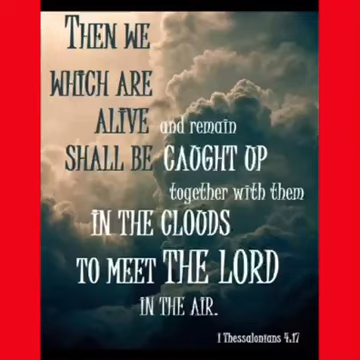 Then we
which are
alive and remain
shall be caught up
together with them
in the clouds
to meet the Lord
in the air.
1 Thessalonians 4.17